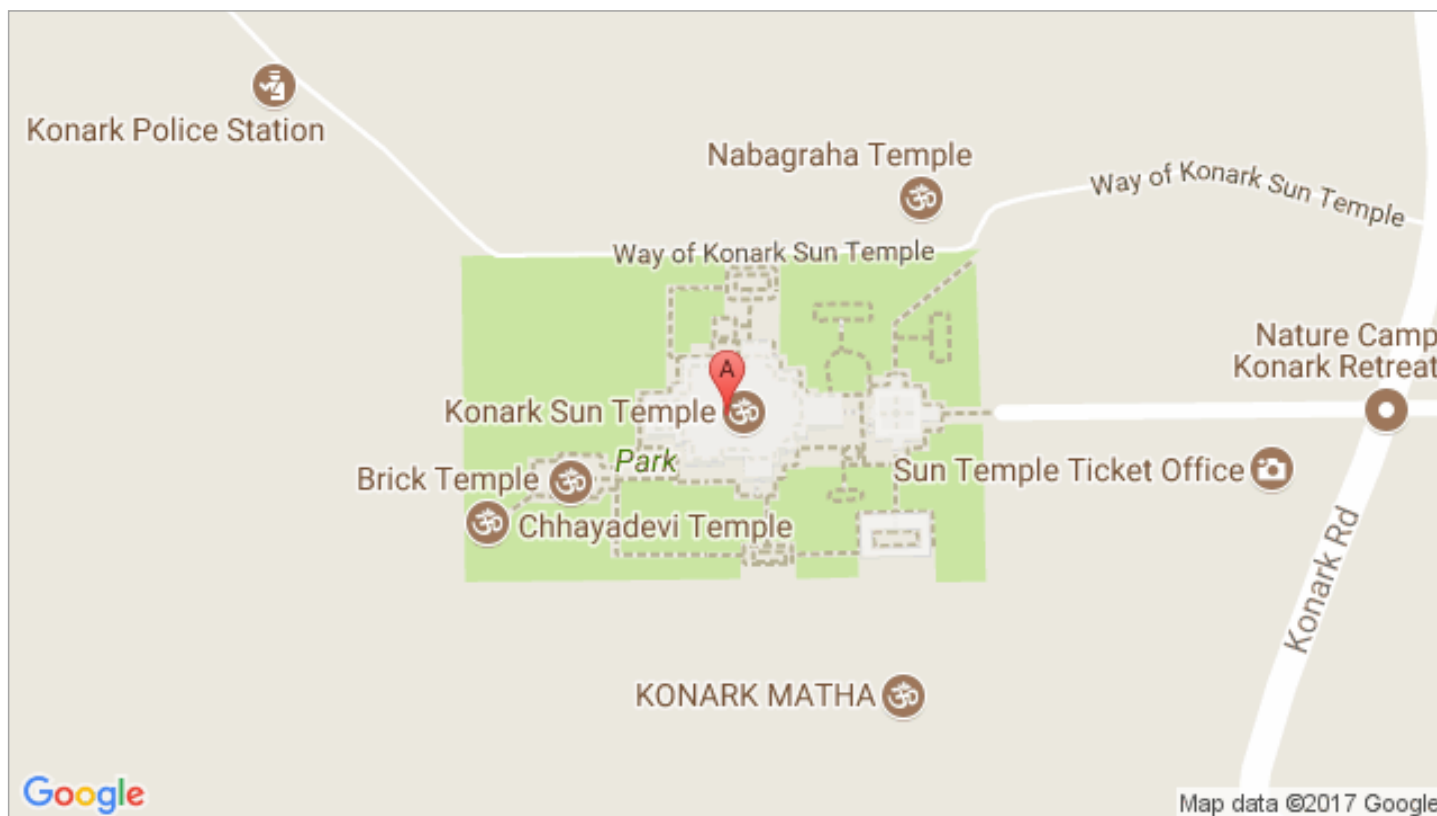 Konark Police Station
Nabagraha Temple
Way of Konark Sun Temple
Way of Konark Sun Temple
Nature Camp
Konark Retreat
A
Konark Sun Temple
Park
Brick Temple
Sun Temple Ticket Office
Chhayadevi Temple
Konark Rd
KONARK MATHA
Google
Map data ©2017 Google